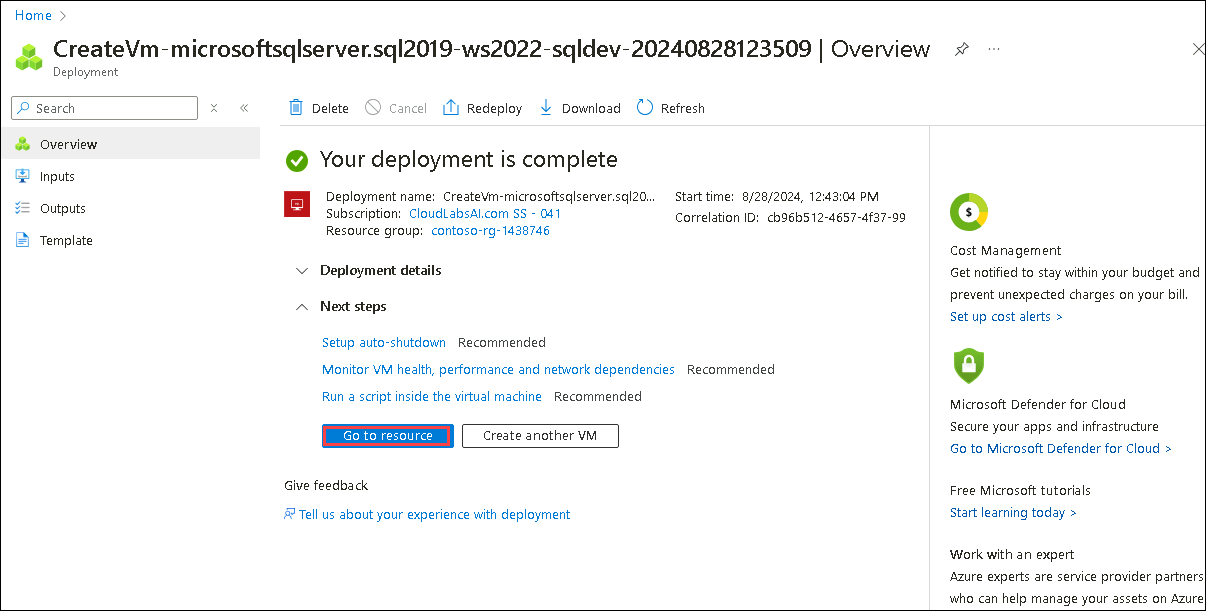 Home
CreateVm-microsoftsqlserver.sql2019-ws2022-sqldev-20240828123509 | Overview
Deployment
Search
Overview
Inputs
Outputs
Template
Delete
Cancel
Redeploy
Download
Refresh
Your deployment is complete
Deployment name: CreateVm-microsoftsqlserver.sql20...
Subscription: CloudLabsAI.com SS - 041
Resource group: contoso-rg-1438746
Start time: 8/28/2024, 12:43:04 PM
Correlation ID: cb96b512-4657-4f37-99
Deployment details
Next steps
Setup auto-shutdown Recommended
Monitor VM health, performance and network dependencies Recommended
Run a script inside the virtual machine Recommended
Go to resource
Create another VM
Give feedback
Tell us about your experience with deployment
$
Cost Management
Get notified to stay within your budget and
prevent unexpected charges on your bill.
Set up cost alerts >
Microsoft Defender for Cloud
Secure your apps and infrastructure
Go to Microsoft Defender for Cloud >
Free Microsoft tutorials
Start learning today >
Work with an expert
Azure experts are service provider partners
who can help manage your assets on Azure